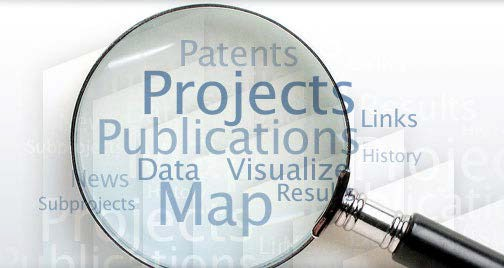 Patents
Projects
Publications
Links
Data Visualize
History
News
Results
Subprojects
Map